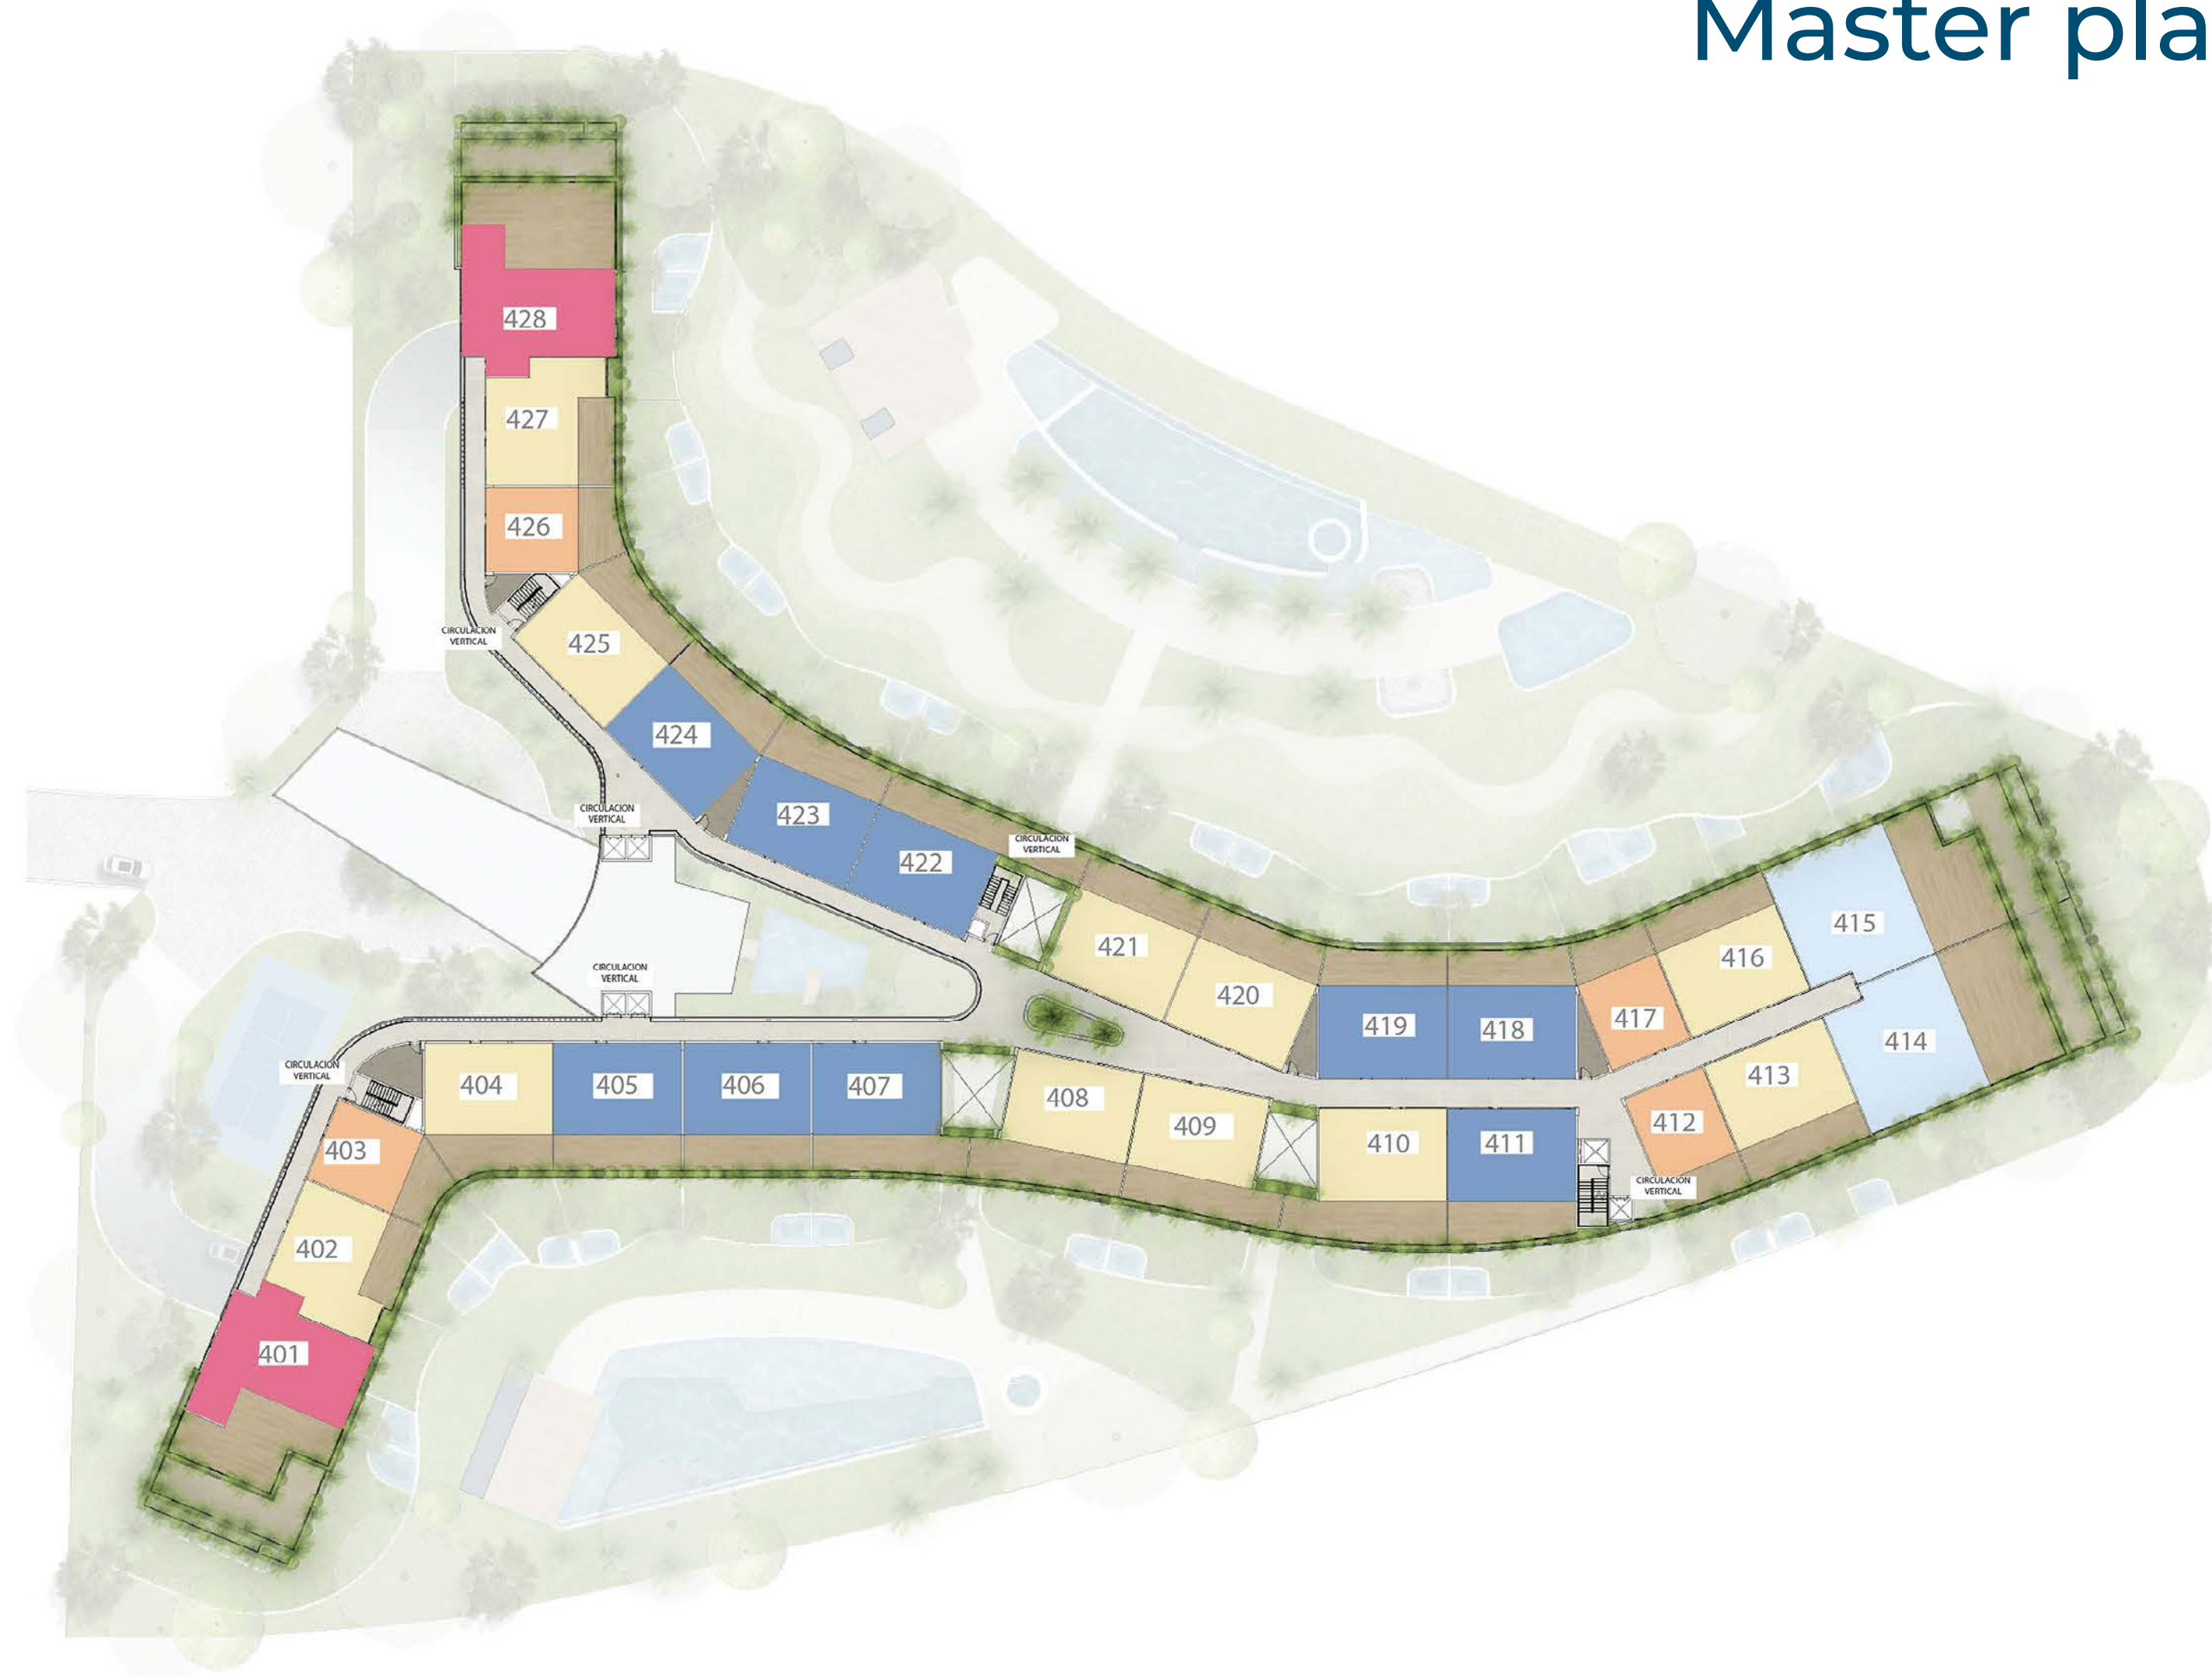 Master pla
428
427
426
CIRCULACION
VERTICAL
425
424
CIRCULACION
VERTICAL
423
422
CIRCULACION
VERTICAL
421
420
419
418
417
416
415
414
413
412
CIRCULACION
VERTICAL
411
410
409
408
407
406
405
404
CIRCULACION
VERTICAL
CIRCULACION
VERTICAL
403
402
401